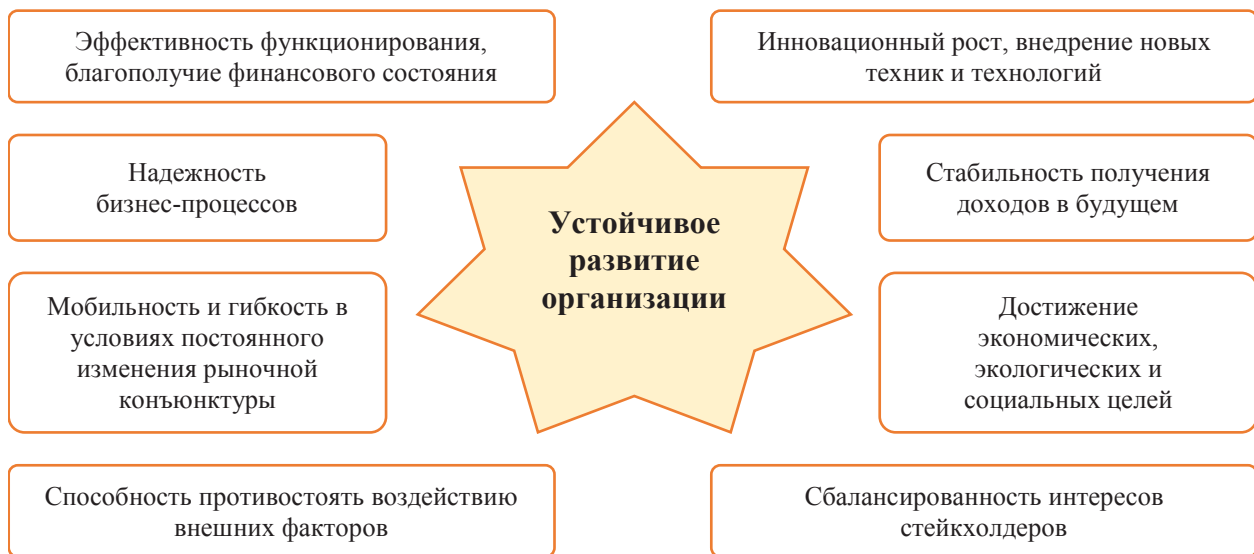 Эффективность функционирования,
благополучие финансового состояния
Инновационный рост, внедрение новых
техник и технологий
Надежность
бизнес-процессов
Стабильность получения
доходов в будущем
Устойчивое
развитие
организации
Мобильность и гибкость в
условиях постоянного
изменения рыночной
конъюнктуры
Достижение
экономических,
экологических и
социальных целей
Способность противостоять воздействию
внешних факторов
Сбалансированность интересов
стейкхолдеров